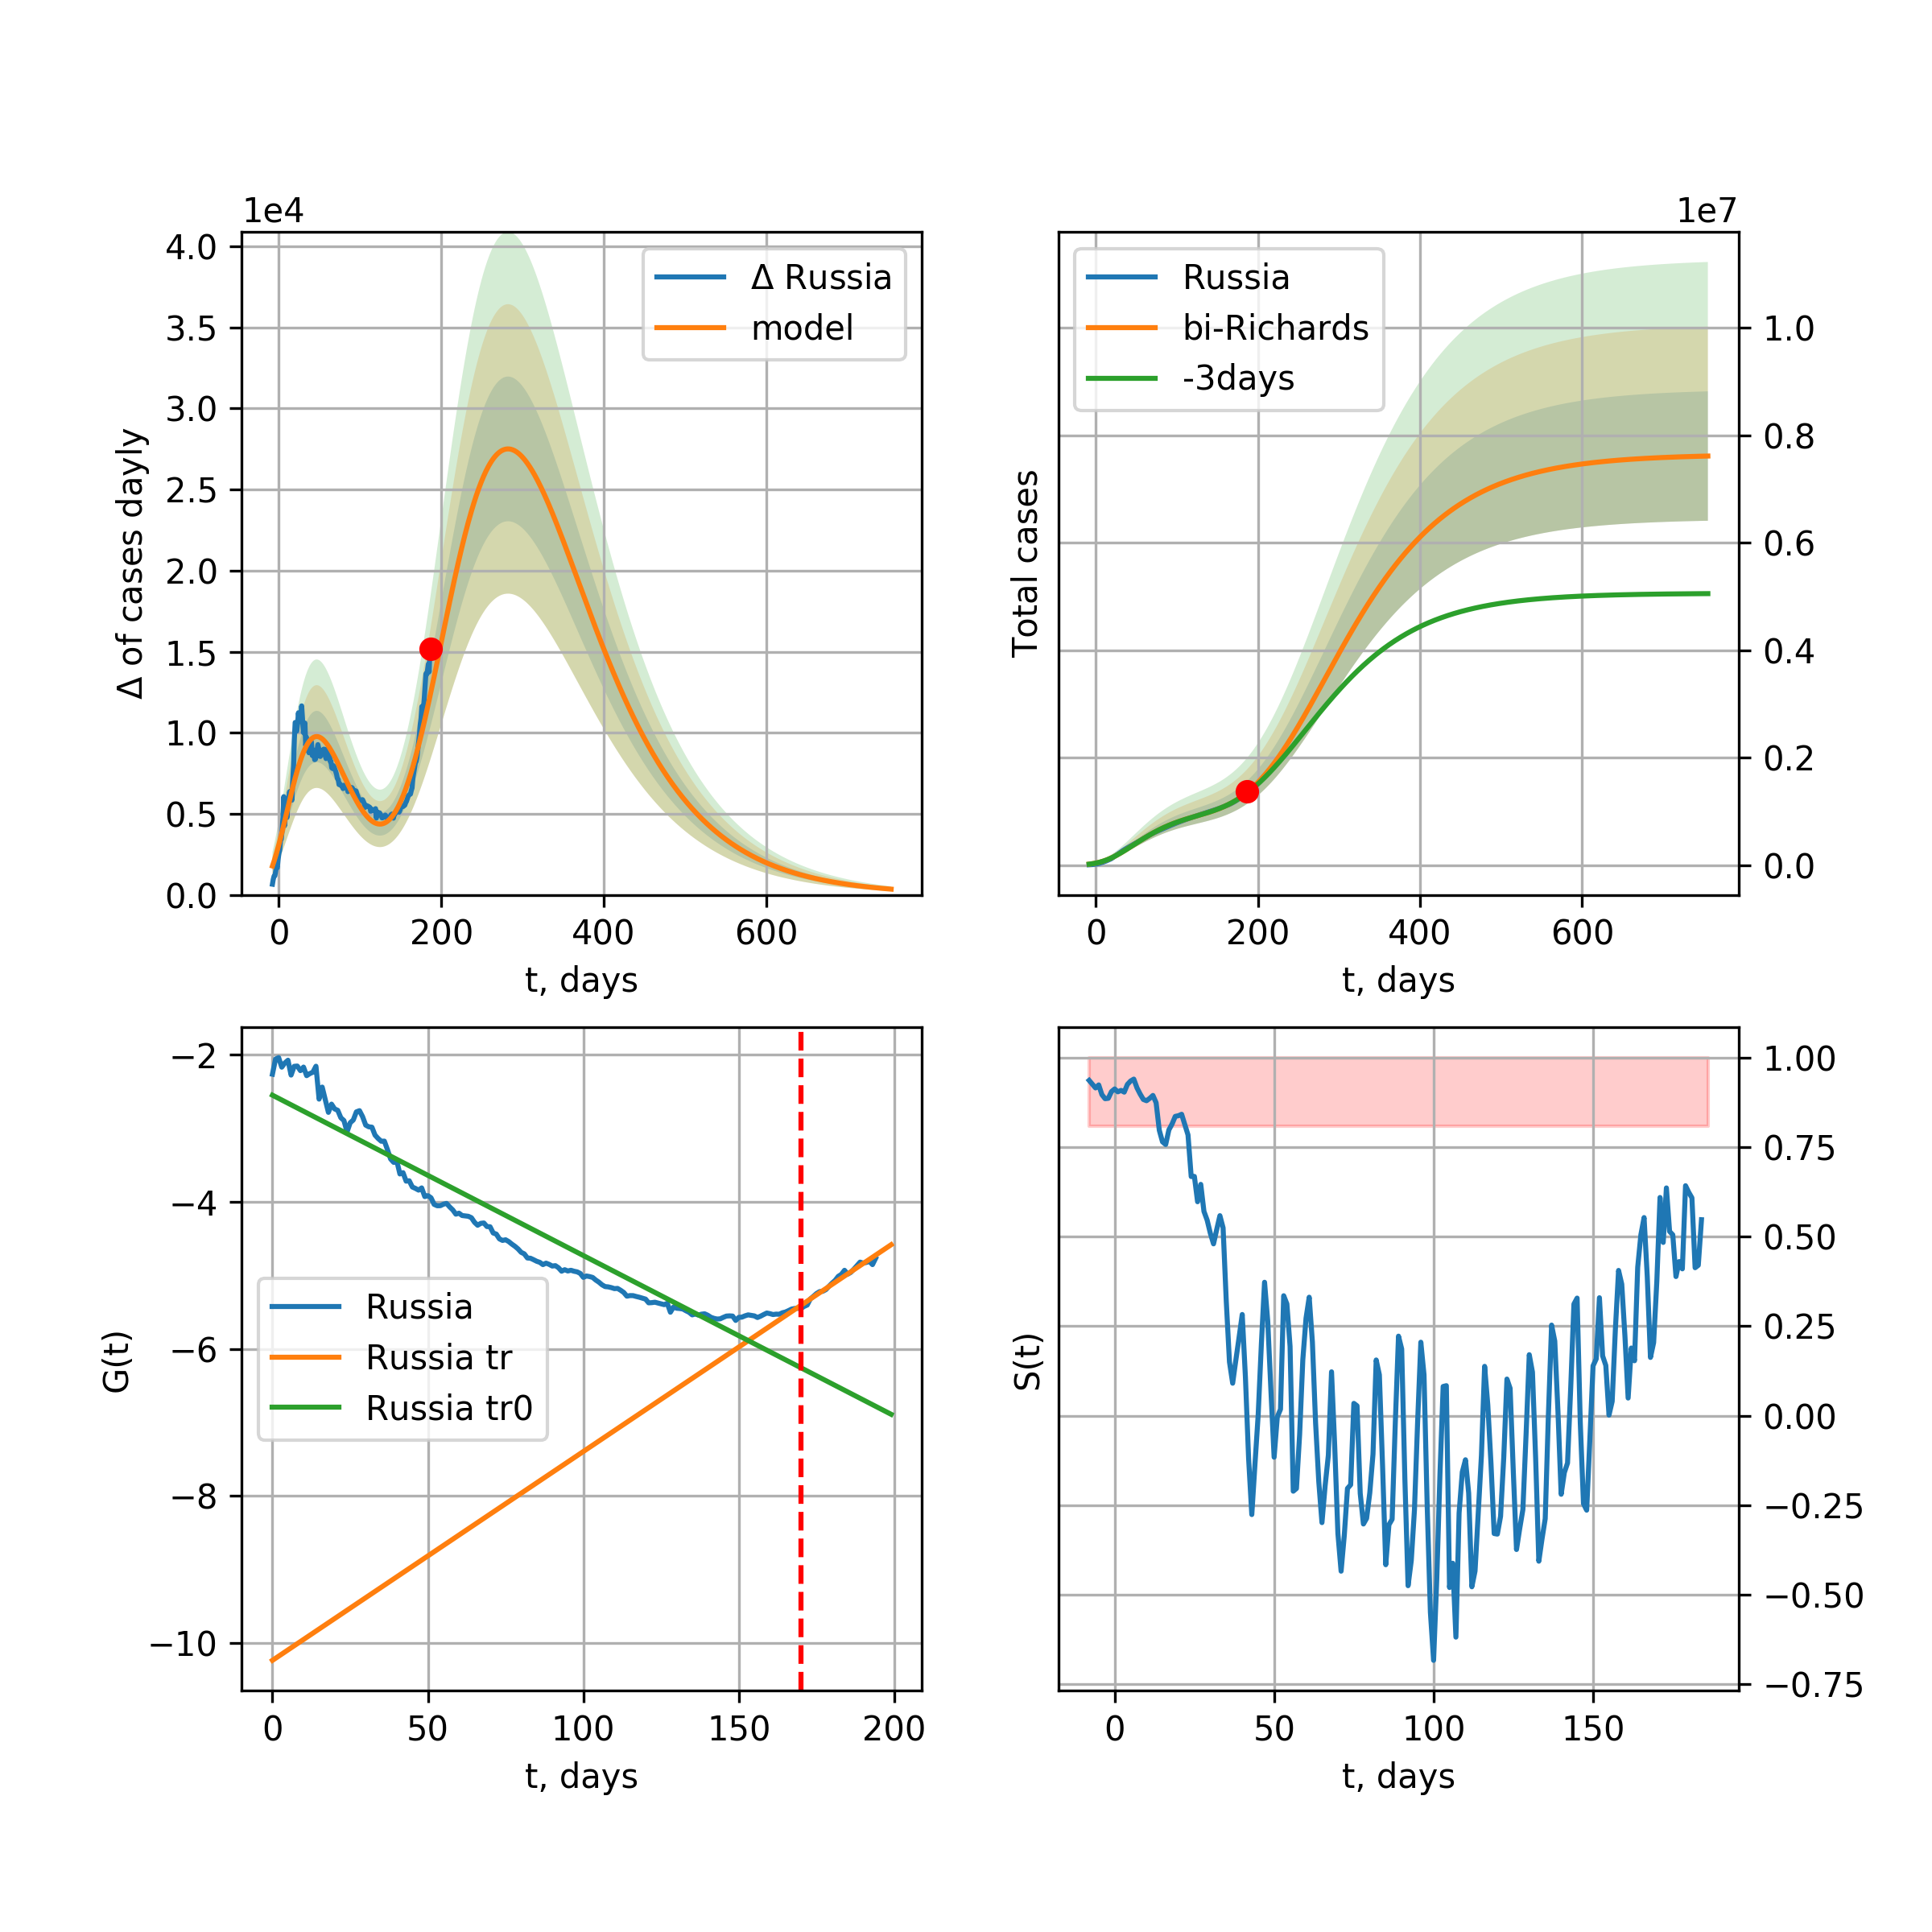 1e4
4.0
3.5
3.0
2.5
2.0
1.5
1.0
0.5
0.0
Δ of cases dayly
Δ Russia
model
0 200 400 600
t, days
1e7
Russia
bi-Richards
-3days
1.0
0.8
0.6
0.4
0.2
0.0
Total cases
0 200 400 600
t, days
−2
−4
−6
−8
−10
G(t)
Russia
Russia tr
Russia tr0
0 50 100 150 200
t, days
1.00
0.75
0.50
0.25
0.00
−0.25
−0.50
−0.75
S(t)
0 50 100 150
t, days